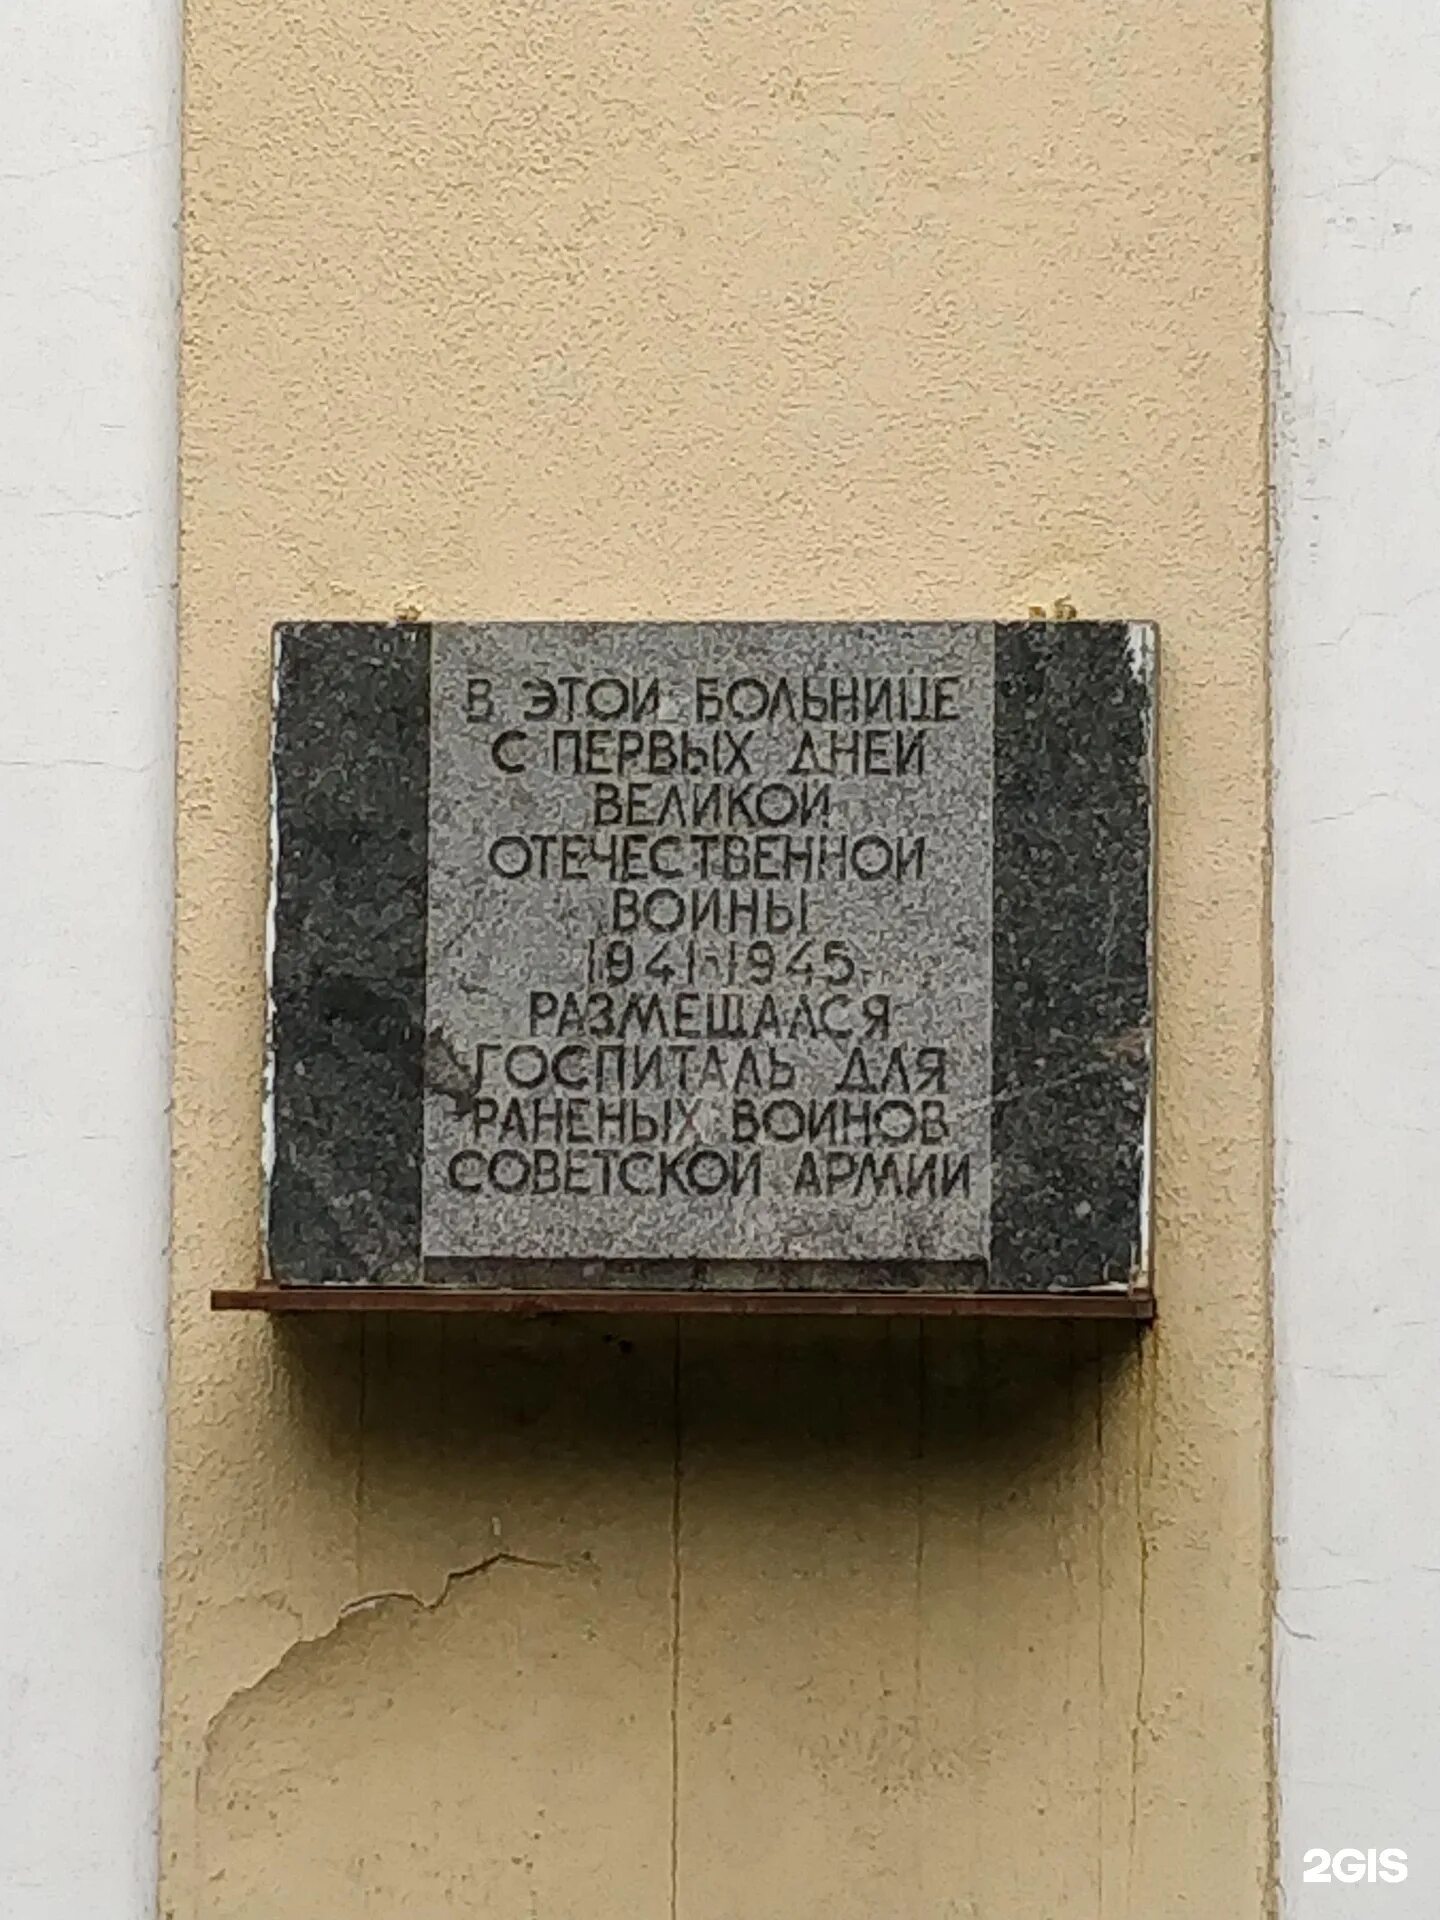 В ЭТОЙ БОЛЬНИЦЕ
С ПЕРВЫХ ДНЕЙ
ВЕЛИКОЙ
ОТЕЧЕСТВЕННОЙ
ВОЙНЫ
1941-1945
РАЗМЕЩАЛСЯ
ГОСПИТАЛЬ ДЛЯ
РАНЕНЫХ ВОИНОВ
СОВЕТСКОЙ АРМИИ
2GIS